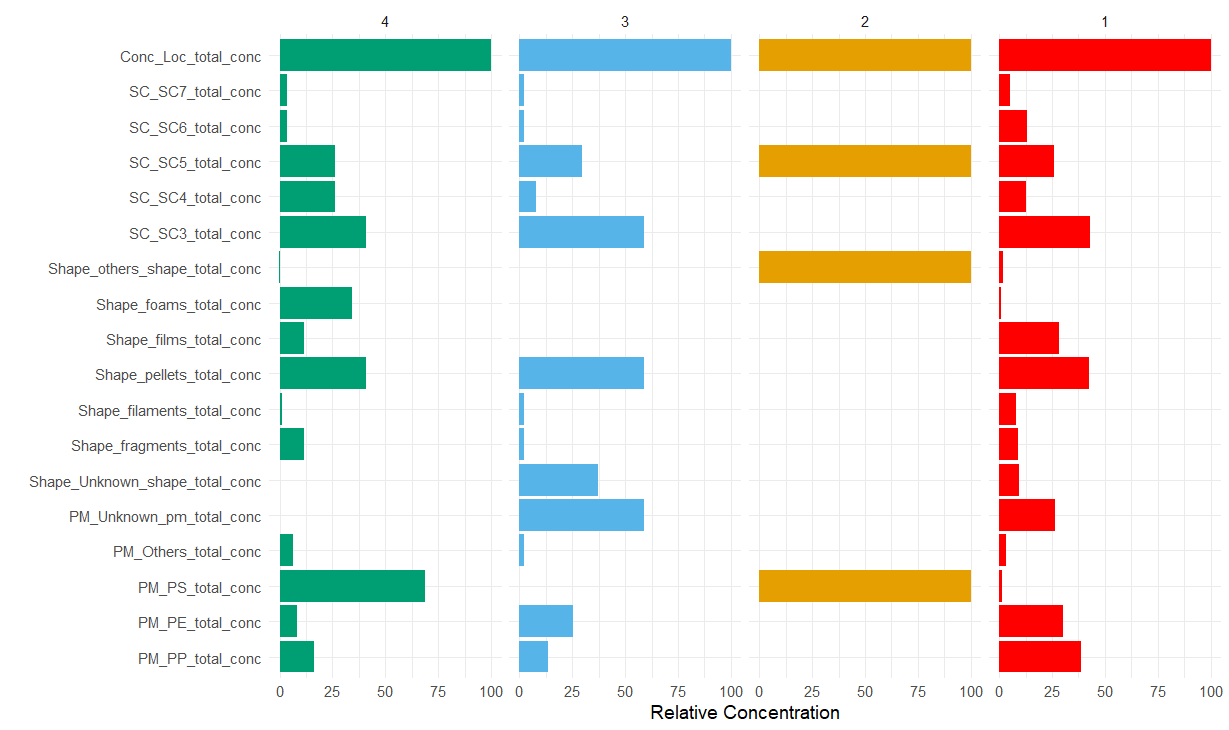 4 3 2 1
Conc_Loc_total_conc
SC_SC7_total_conc
SC_SC6_total_conc
SC_SC5_total_conc
SC_SC4_total_conc
SC_SC3_total_conc
Shape_others_shape_total_conc
Shape_foams_total_conc
Shape_films_total_conc
Shape_pellets_total_conc
Shape_filaments_total_conc
Shape_fragments_total_conc
Shape_Unknown_shape_total_conc
PM_Unknown_pm_total_conc
PM_Others_total_conc
PM_PS_total_conc
PM_PE_total_conc
PM_PP_total_conc
0 25 50 75 100 0 25 50 75 100 0 25 50 75 100 0 25 50 75 100
Relative Concentration